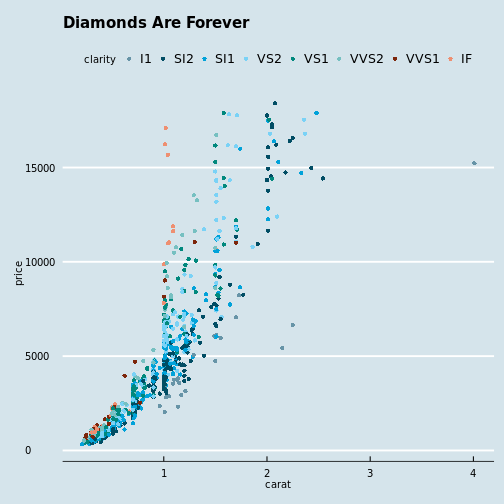 Diamonds Are Forever
clarity I1 SI2 SI1 VS2 VS1 VVS2 VVS1 IF
15000
10000
5000
0
price
1 2 3 4
carat